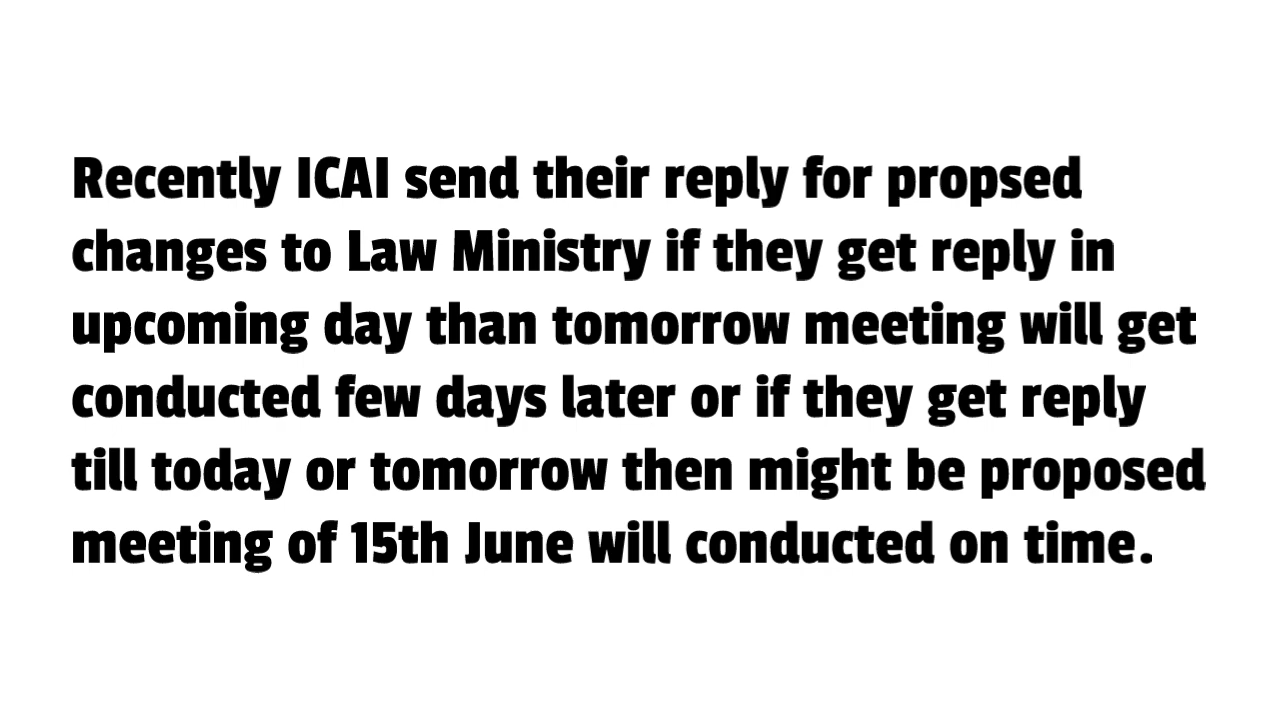 Recently ICAI send their reply for propsed
changes to Law Ministry if they get reply in
upcoming day than tomorrow meeting will get
conducted few days later or if they get reply
till today or tomorrow then might be proposed
meeting of 15th June will conducted on time.